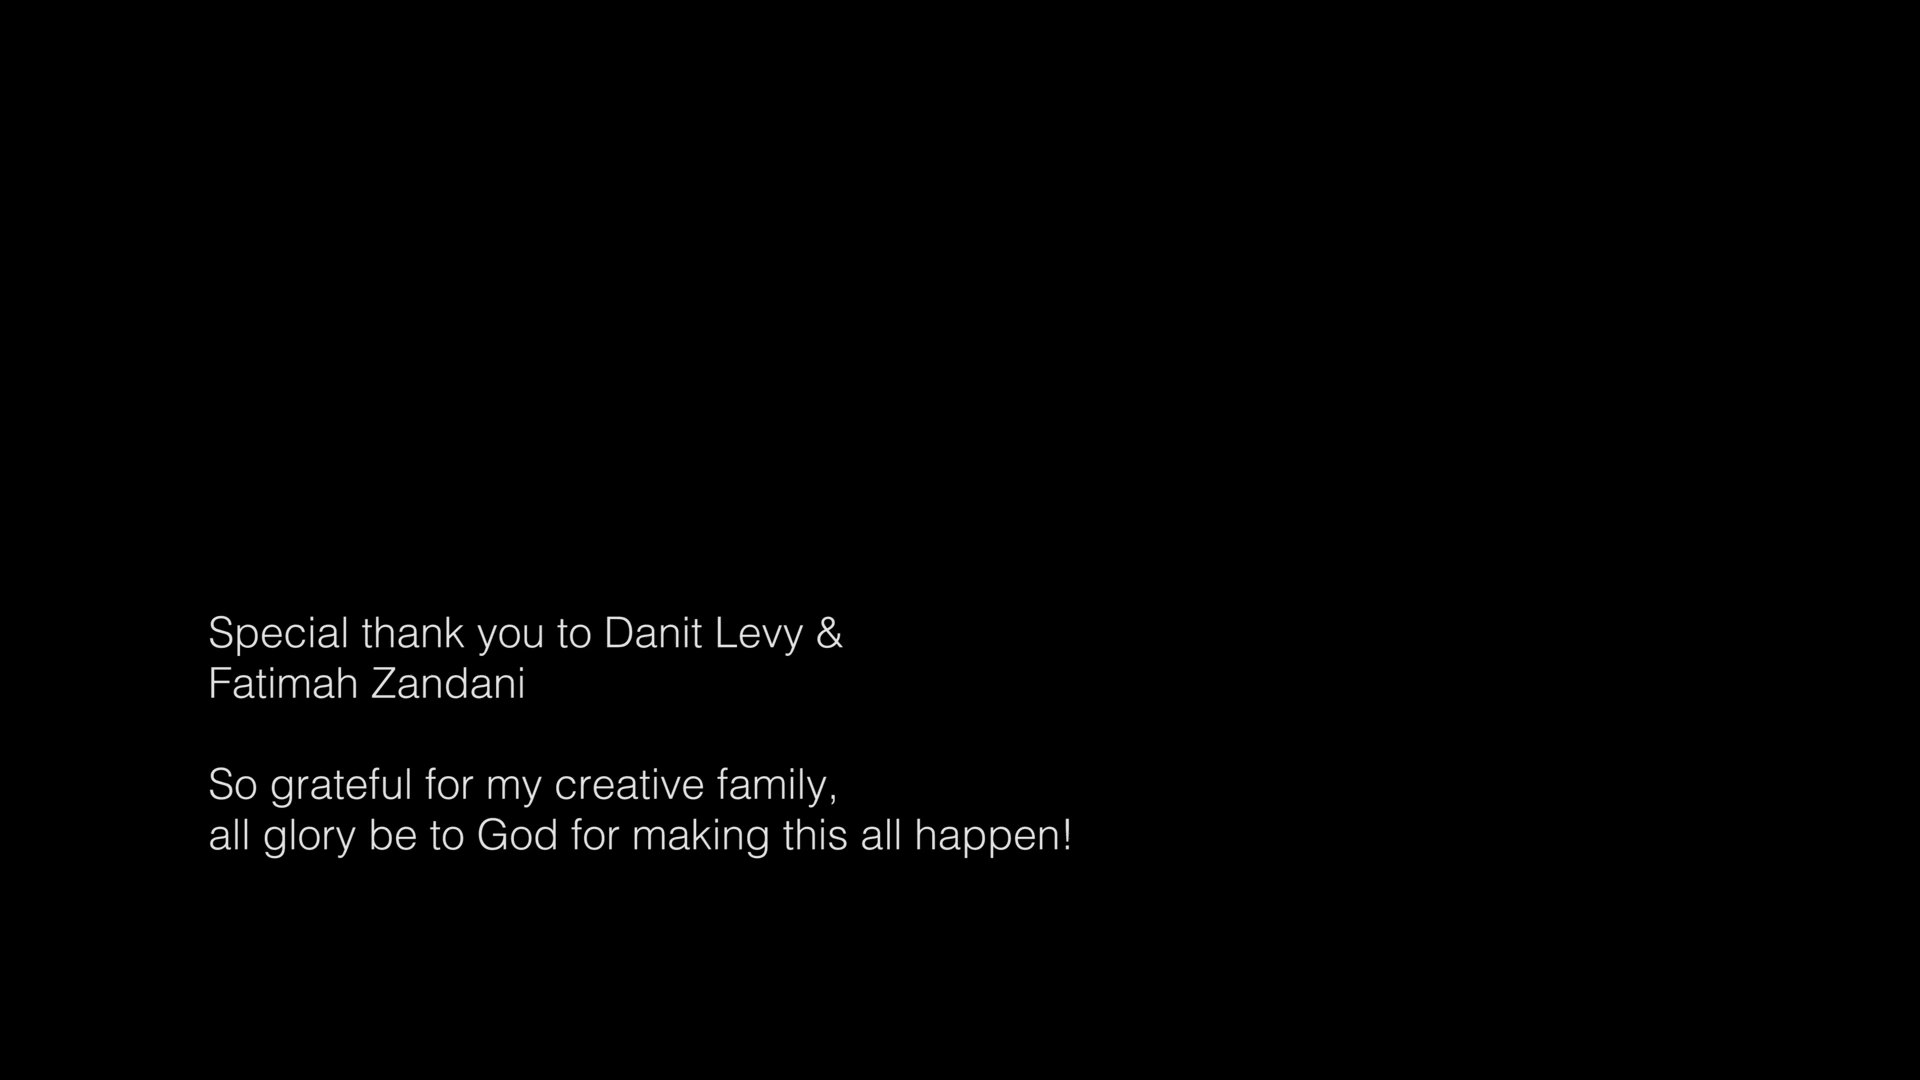 Special thank you to Danit Levy &
Fatimah Zandani
So grateful for my creative family,
all glory be to God for making this all happen!